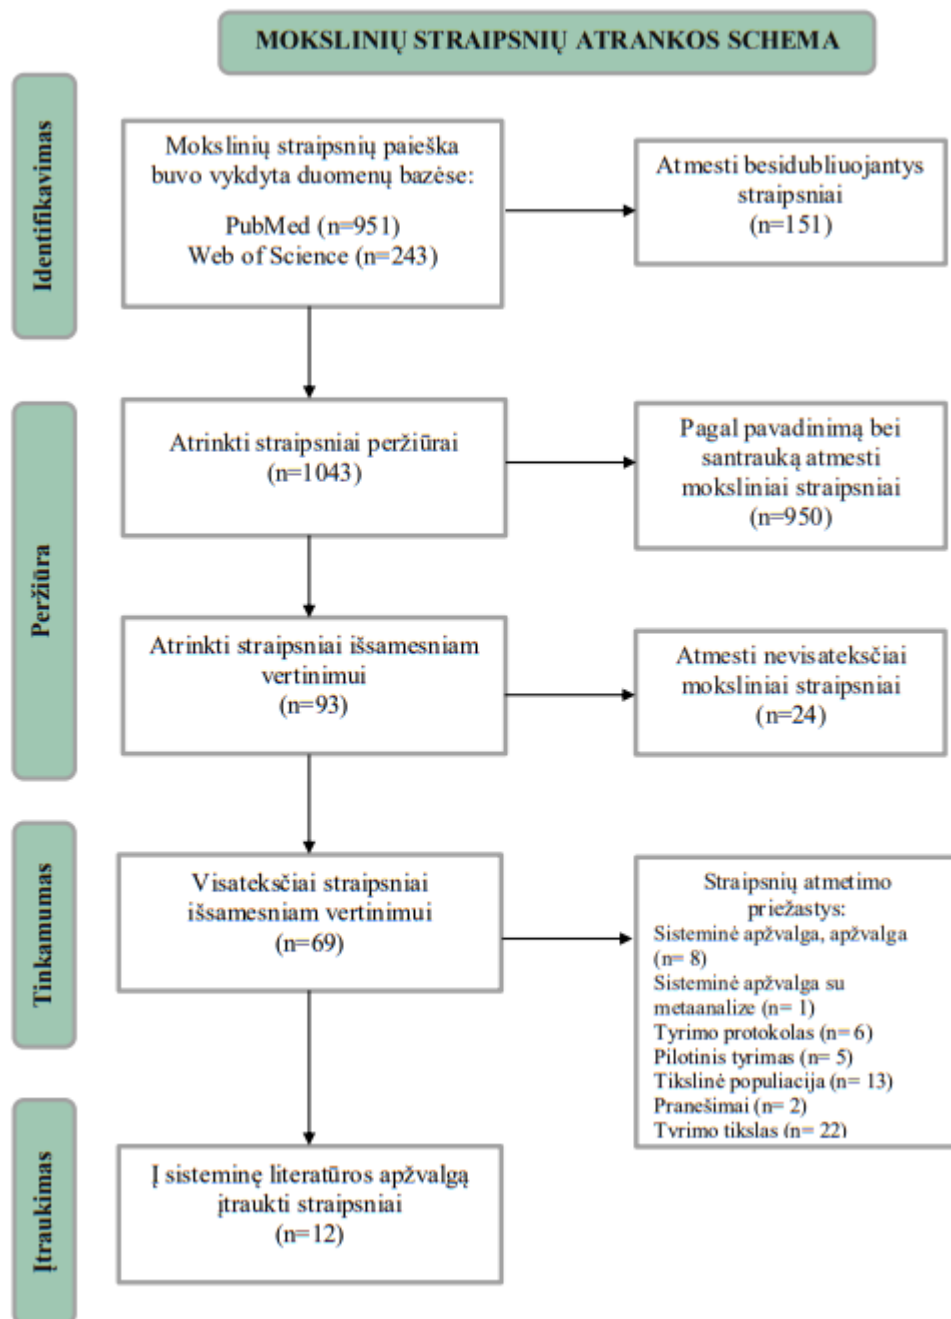 MOKSLINIŲ STRAIPSNIŲ ATRANKOS SCHEMA
Identifikavimas
Mokslinių straipsnių paieška
buvo vykdyta duomenų bazėse:
PubMed (n=951)
Web of Science (n=243)
Atmesti besidubliuojantys
straipsniai
(n=151)
Peržiūra
Atrinkti straipsniai peržiūrai
(n=1043)
Pagal pavadinimą bei
santrauką atmesti
moksliniai straipsniai
(n=950)
Atrinkti straipsniai išsamesniam
vertinimui
(n=93)
Atmesti nevisateksčiai
moksliniai straipsniai
(n=24)
Tinkamumas
Visateksčiai straipsniai
išsamesniam vertinimui
(n=69)
Straipsnių atmetimo
priežastys:
Sisteminė apžvalga, apžvalga
(n= 8)
Sisteminė apžvalga su
metaanalize (n= 1)
Tyrimo protokolas (n= 6)
Pilotinis tyrimas (n= 5)
Tikslinė populiacija (n= 13)
Pranešimai (n= 2)
Tyrimo tikslas (n= 22)
Įtraukimas
Į sisteminę literatūros apžvalgą
įtraukti straipsniai
(n=12)